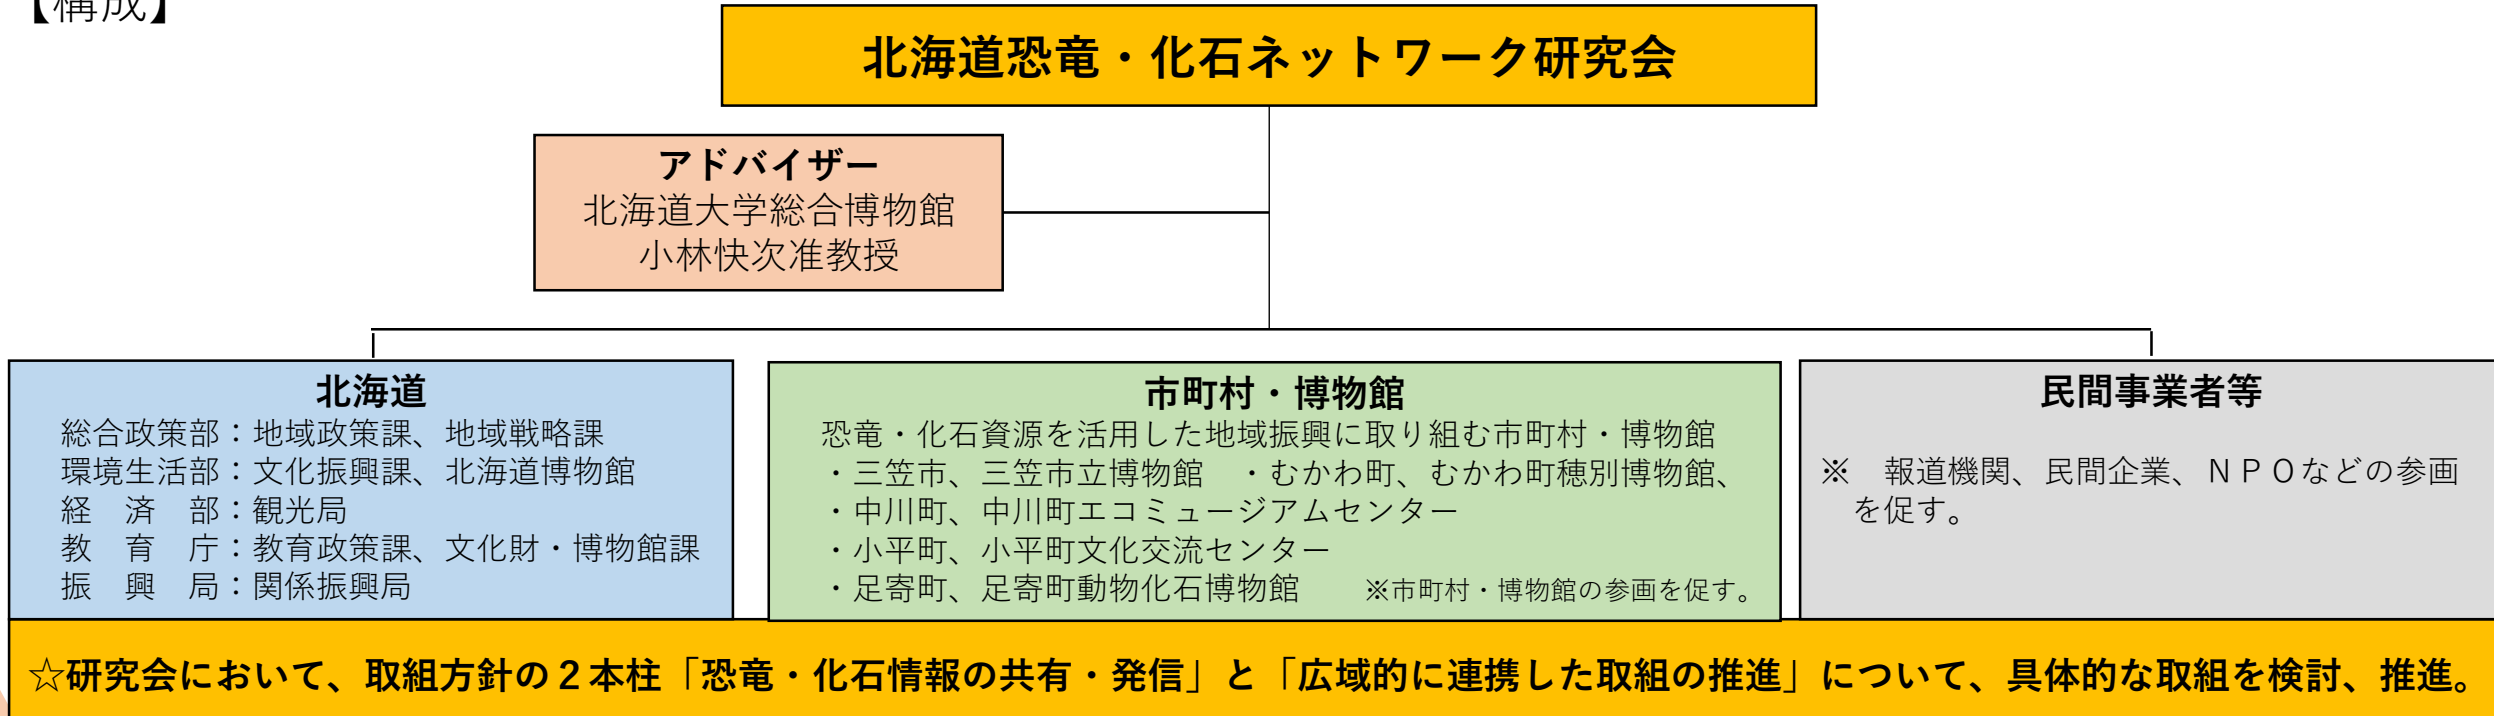 【構成】
北海道恐竜・化石ネットワーク研究会
アドバイザー
北海道大学総合博物館
小林快次准教授
北海道
総合政策部：地域政策課、地域戦略課
環境生活部：文化振興課、北海道博物館
経　済　部：観光局
教　育　庁：教育政策課、文化財・博物館課
振　興　局：関係振興局
市町村・博物館
恐竜・化石資源を活用した地域振興に取り組む市町村・博物館
・三笠市、三笠市立博物館　・むかわ町、むかわ町穂別博物館、
・中川町、中川町エコミュージアムセンター
・小平町、小平町文化交流センター
・足寄町、足寄町動物化石博物館　　※市町村・博物館の参画を促す。
民間事業者等
※　報道機関、民間企業、ＮＰＯなどの参画
を促す。
☆研究会において、取組方針の２本柱「恐竜・化石情報の共有・発信」と「広域的に連携した取組の推進」について、具体的な取組を検討、推進。